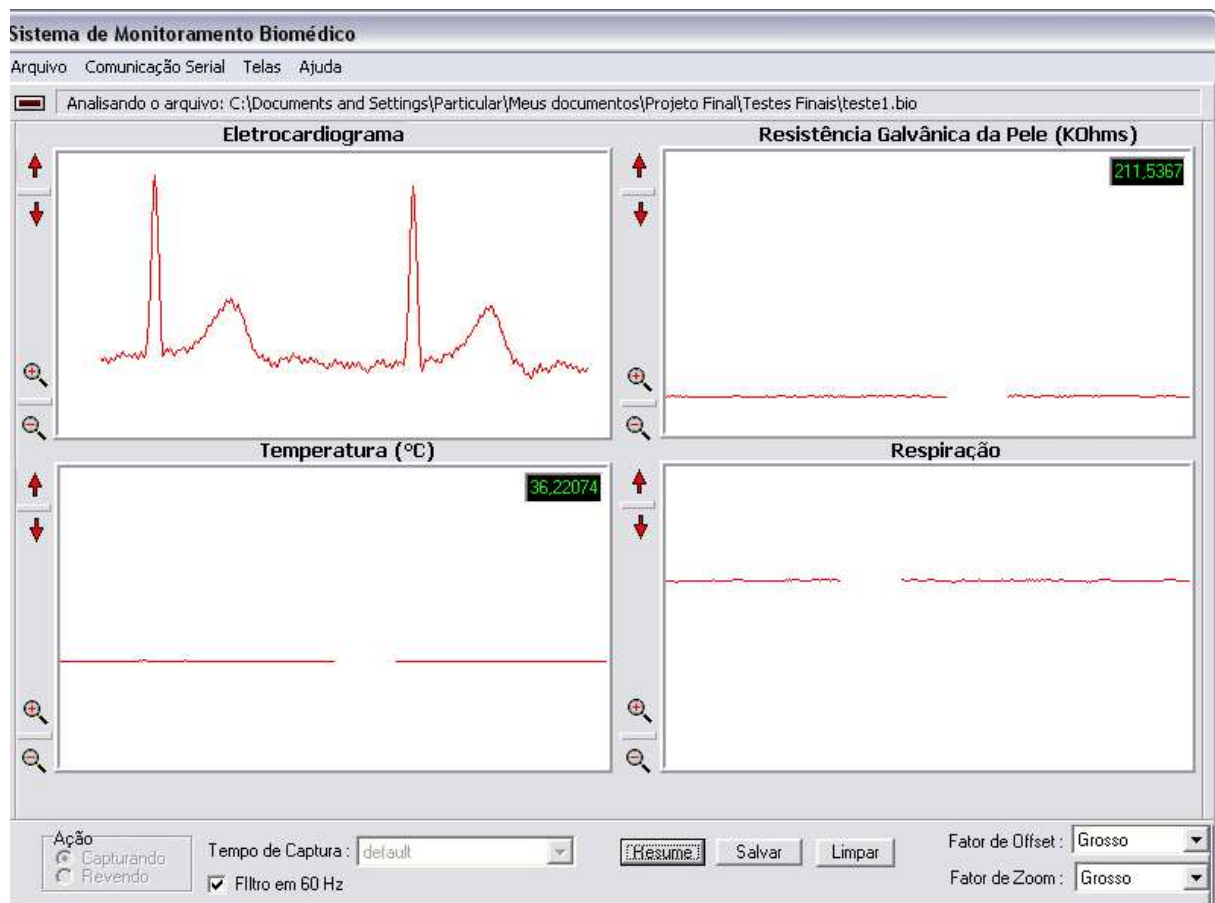 Sistema de Monitoramento Biomédico
Arquivo Comunicação Serial Telas Ajuda
Analisando o arquivo: C:\Documents and Settings\Particular\Meus documentos\Projeto Final\Testes Finais\teste1.bio
Eletrocardiograma
Resistência Galvânica da Pele (KOhms)
211,5367
Temperatura (ºC)
Respiração
36,22074
Ação
Capturando
Revendo
Tempo de Captura : default
FIltro em 60 Hz
Resume
Salvar
Limpar
Fator de Offset : Grosso
Fator de Zoom : Grosso